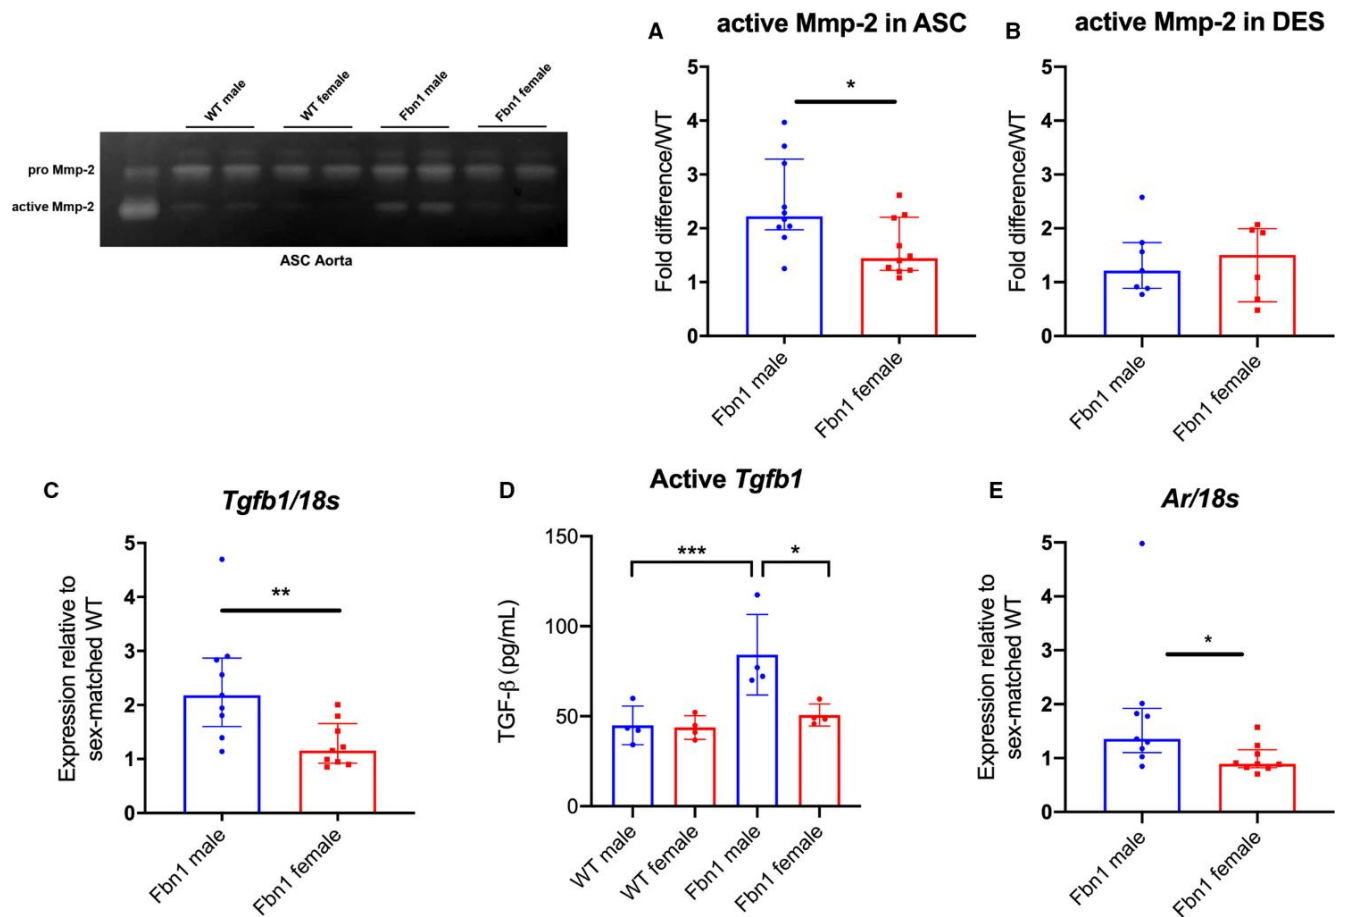 WT male
WT female
Fbn1 male
Fbn1 female
pro Mmp-2
active Mmp-2
ASC Aorta
A
active Mmp-2 in ASC
Fold difference/WT
5
4
3
2
1
0
*
Fbn1 male
Fbn1 female
B
active Mmp-2 in DES
Fold difference/WT
5
4
3
2
1
0
Fbn1 male
Fbn1 female
C
Tgfb1/18s
Expression relative to
sex-matched WT
5
4
3
2
1
0
**
Fbn1 male
Fbn1 female
D
Active Tgfb1
TGF-β (pg/mL)
150
100
50
0
***
*
WT male
WT female
Fbn1 male
Fbn1 female
E
Ar/18s
Expression relative to
sex-matched WT
5
4
3
2
1
0
*
Fbn1 male
Fbn1 female